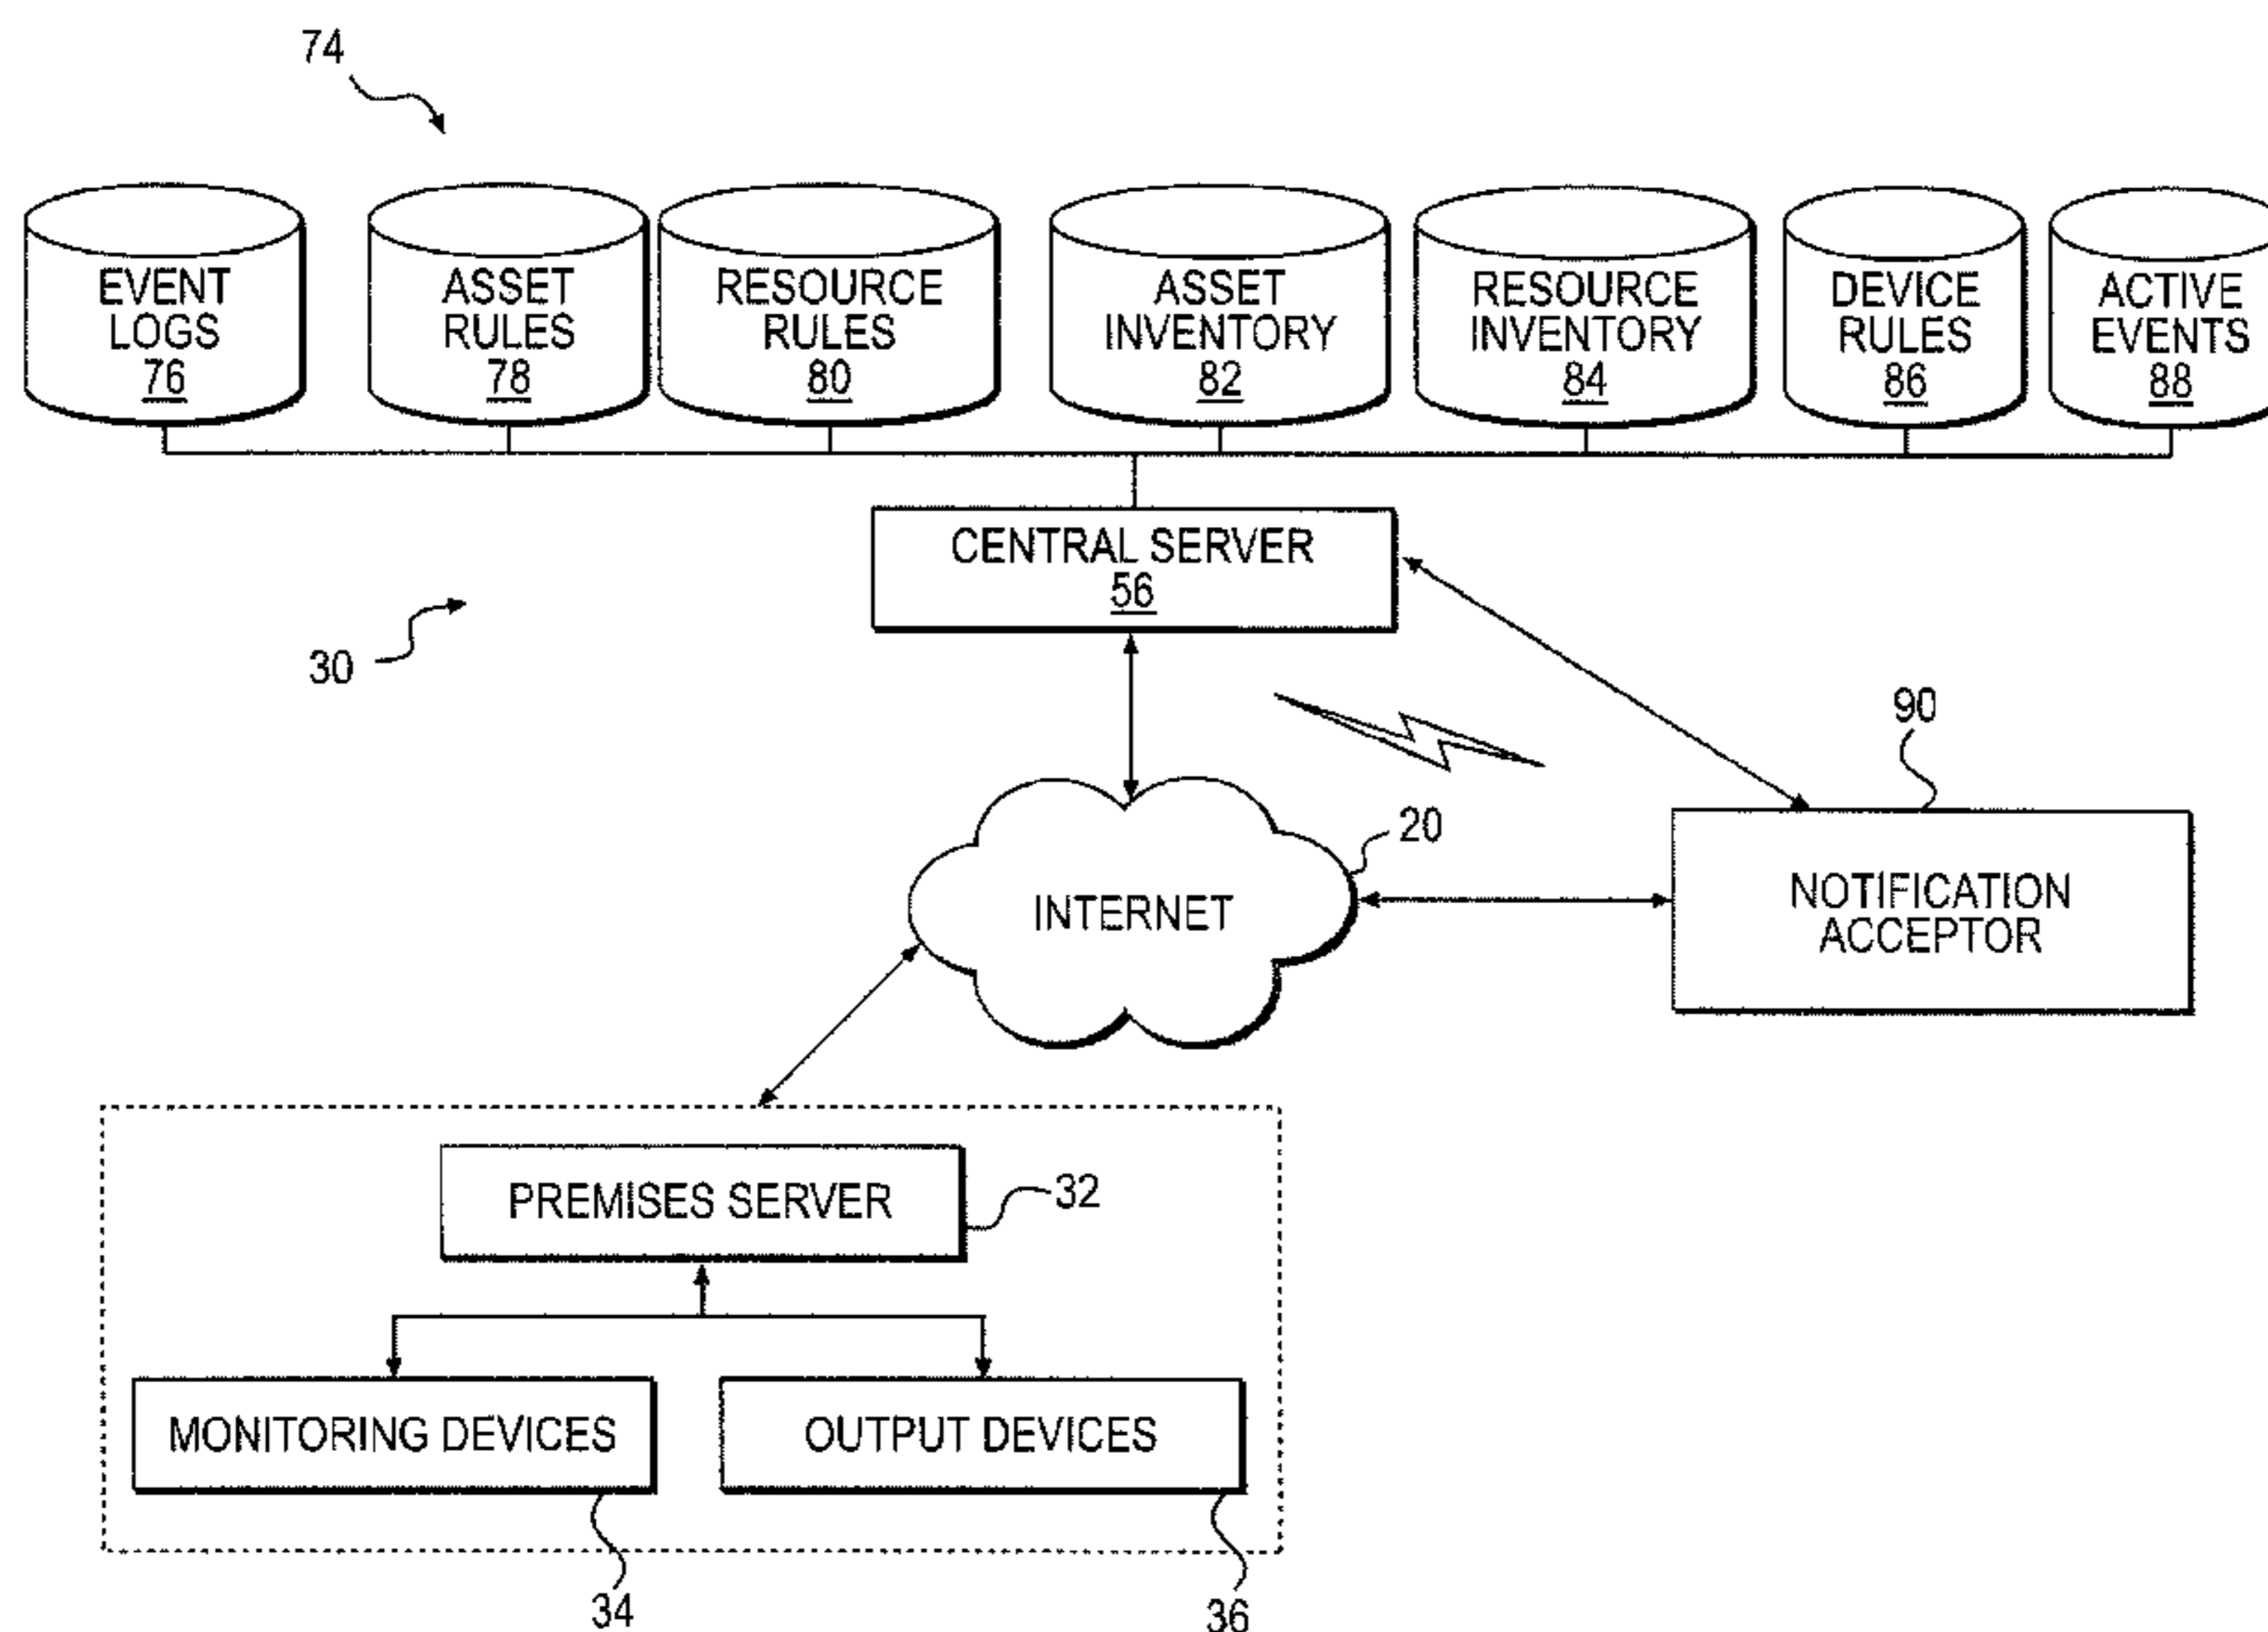 74
EVENT
LOGS
76
ASSET
RULES
78
RESOURCE
RULES
80
ASSET
INVENTORY
82
RESOURCE
INVENTORY
84
DEVICE
RULES
86
ACTIVE
EVENTS
88
CENTRAL SERVER
56
30
90
20
INTERNET
NOTIFICATION
ACCEPTOR
PREMISES SERVER
32
MONITORING DEVICES
OUTPUT DEVICES
34
36